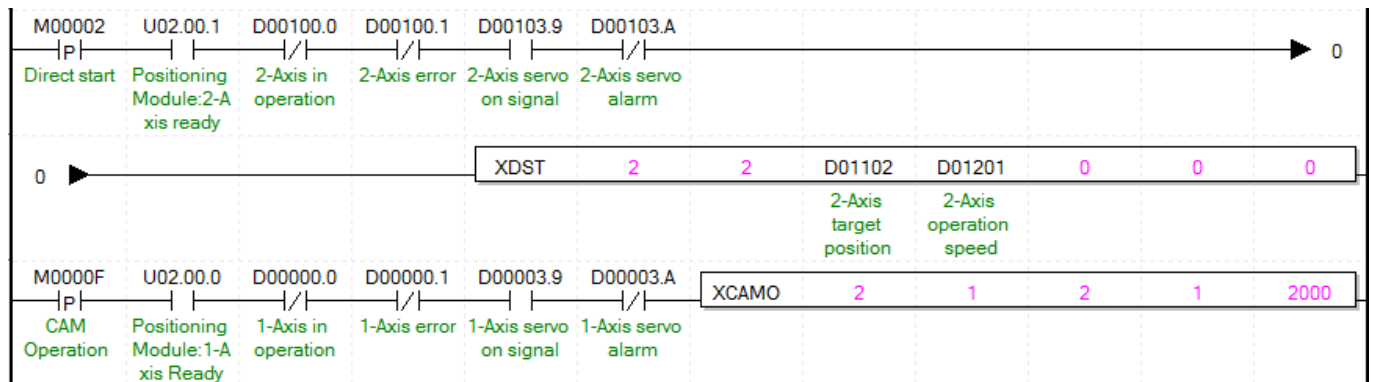 M00002 U02.00.1 D00100.0 D00100.1 D00103.9 D00103.A
P
0
Direct start Positioning 2-Axis in 2-Axis error 2-Axis servo 2-Axis servo
Module:2-A operation on signal alarm
xis ready
0 XDST 2 2 D01102 D01201 0 0 0
2-Axis 2-Axis
target operation
position speed
M0000F U02.00.0 D00000.0 D00000.1 D00003.9 D00003.A
P XCAMO 2 1 2 1 2000
CAM Positioning 1-Axis in 1-Axis error 1-Axis servo 1-Axis servo
Operation Module:1-A operation on signal alarm
xis Ready